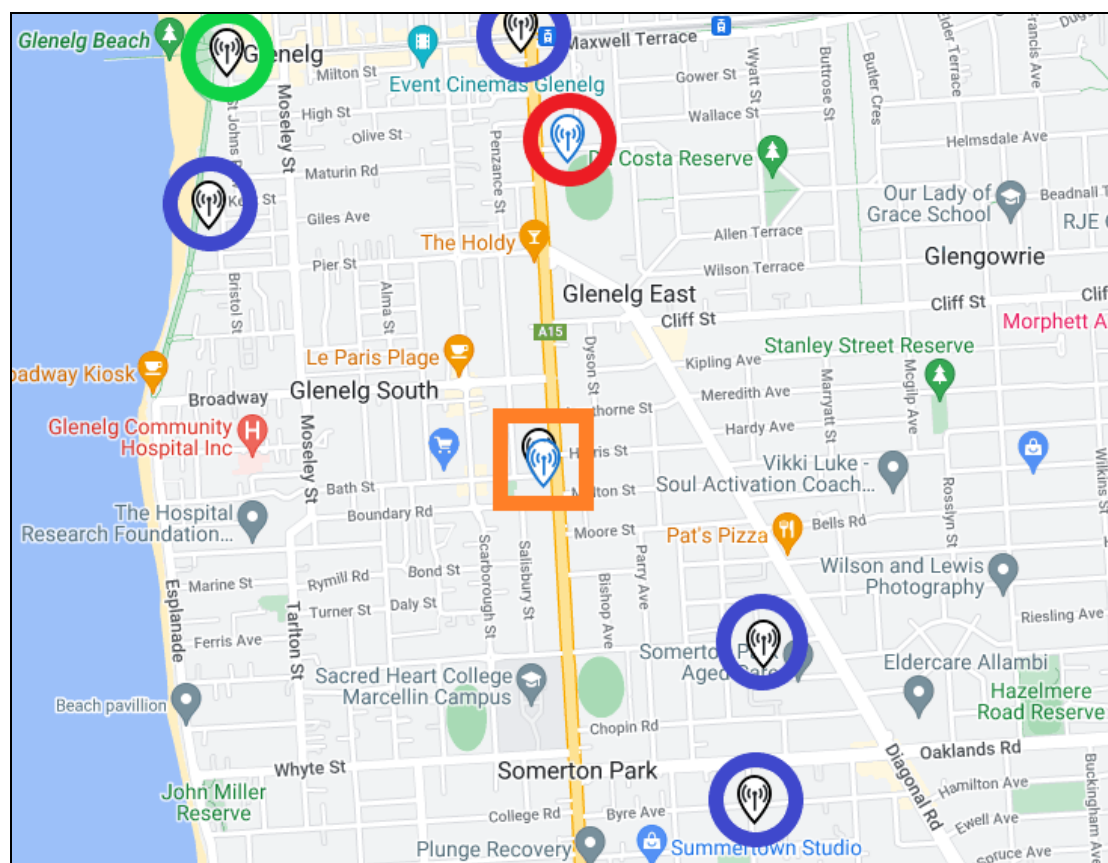 Glenelg Beach
Glenelg
Maxwell Terrace
Milton St
Event Cinemas Glenelg
Gower St
Wyatt St
Buttrose St
Butler Cres
Francis Ave
High St
Moseley St
Wallace St
Olive St
Penzance St
Helmsdale Ave
Costa Reserve
Maturin Rd
Our Lady of
Grace School
Beadnall T
Giles Ave
RJE
Allen Terrace
The Holdy
Glengowrie
Pier St
Wilson Terrace
Bristol St
Alma St
Glenelg East
Cliff St
Cliff
A15
Morphett A
Le Paris Plage
Dyson St
Stanley Street Reserve
Kipling Ave
oadway Kiosk
Glenelg South
Meredith Ave
Marryatt St
Mcgilp Ave
Broadway
Glenelg Community
Hospital Inc
Hardy Ave
Moseley St
Vikki Luke -
Soul Activation Coach...
Wilkins St
Bath St
Rosslyn St
The Hospital
Research Foundation...
Boundary Rd
Moore St
Bells Rd
Pat's Pizza
Scarborough St
Salisbury St
Parry Ave
Bond St
Wilson and Lewis
Photography
Marine St
Rymill Rd
Bishop Ave
Esplanade
Tarlton St
Turner St
Daly St
Riesling Ave
Ferris Ave
Somerton
Aged
Sacred Heart College
Marcellin Campus
Eldercare Allambi
Hazelmere
Road Reserve
Beach pavilion
Chopin Rd
Diagonal Rd
Oaklands Rd
Whyte St
Somerton Park
Hamilton Ave
Buckingham
John Miller
Reserve
College Rd
Byre Ave
Ewell Ave
Plunge Recovery
Summertown Studio
Spruce Ave